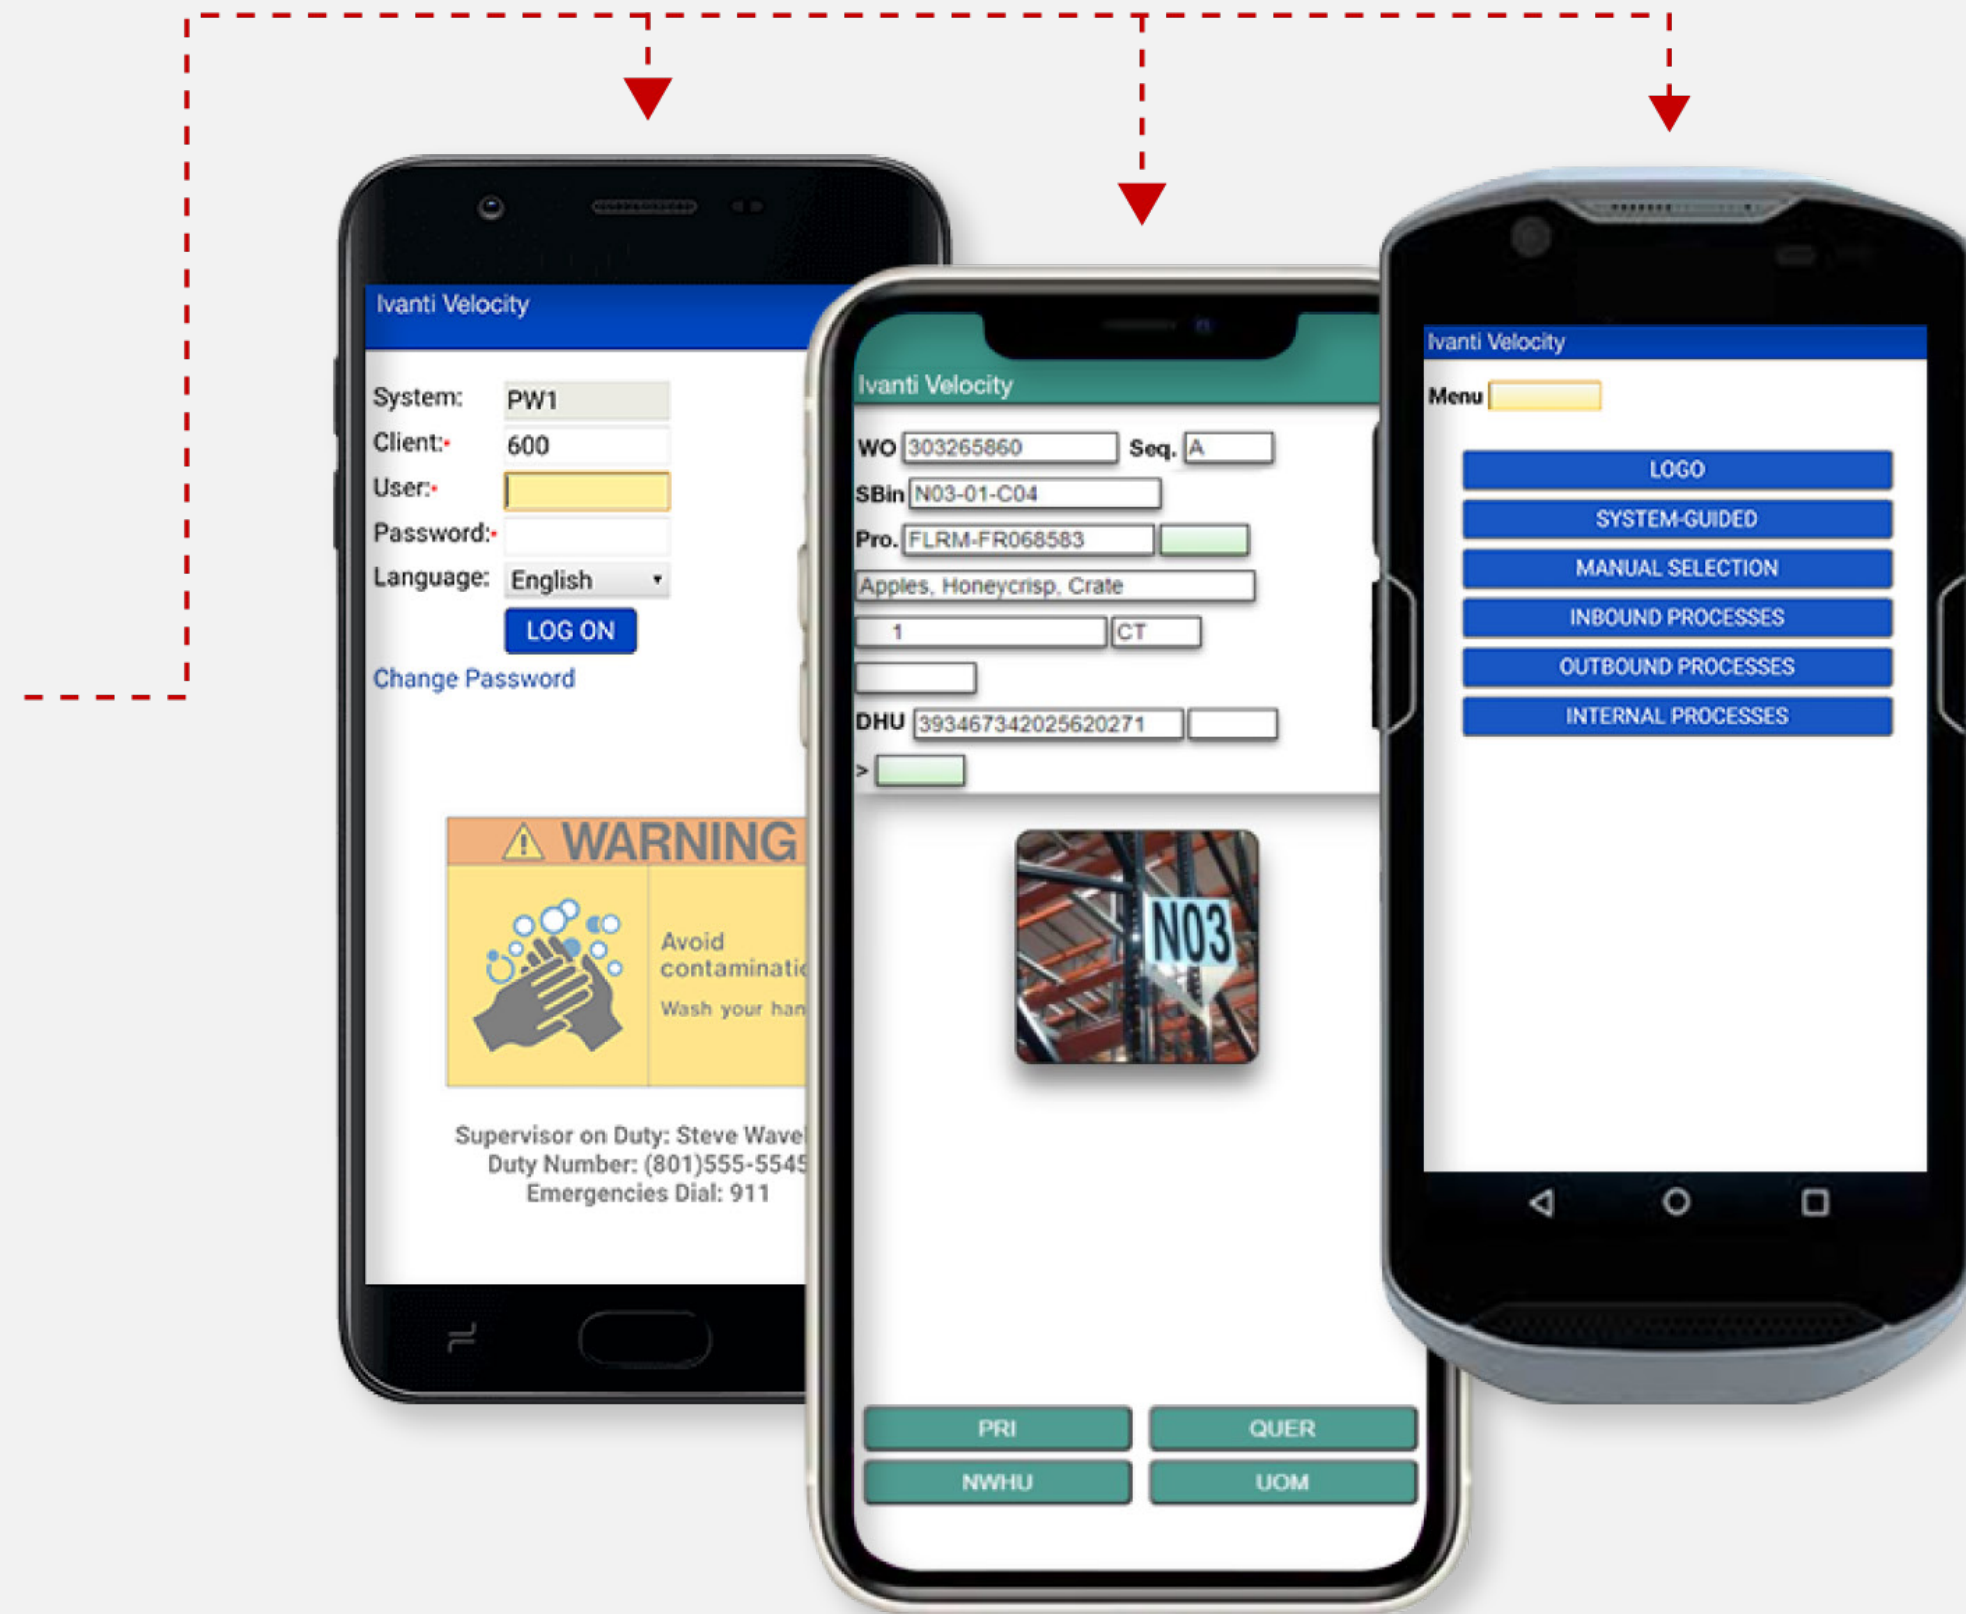 Ivanti Velocity
System: PW1
Client:* 600
User:*
Password:*
Language: English
LOG ON
Change Password
WARNING
Avoid
Wash your
Supervisor on Duty: Steve
Duty Number: (801)555-5545
Emergencies Dial: 911
Ivanti Velocity
WO 303265860 Seq. A
SBin N03-01-C04
Pro. FLRM-FR068583
Apples, Honeycrisp, Crate
1 CT
DHU 393467342025620271
>
N03
PRI QUER
NWHU UOM
Ivanti Velocity
Menu
LOGO
SYSTEM-GUIDED
MANUAL SELECTION
INBOUND PROCESSES
OUTBOUND PROCESSES
INTERNAL PROCESSES